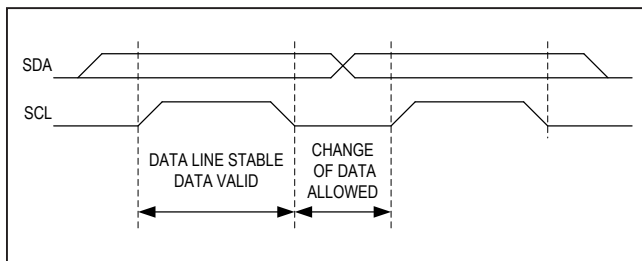 SDA
SCL
DATA LINE STABLE
DATA VALID
CHANGE
OF DATA
ALLOWED